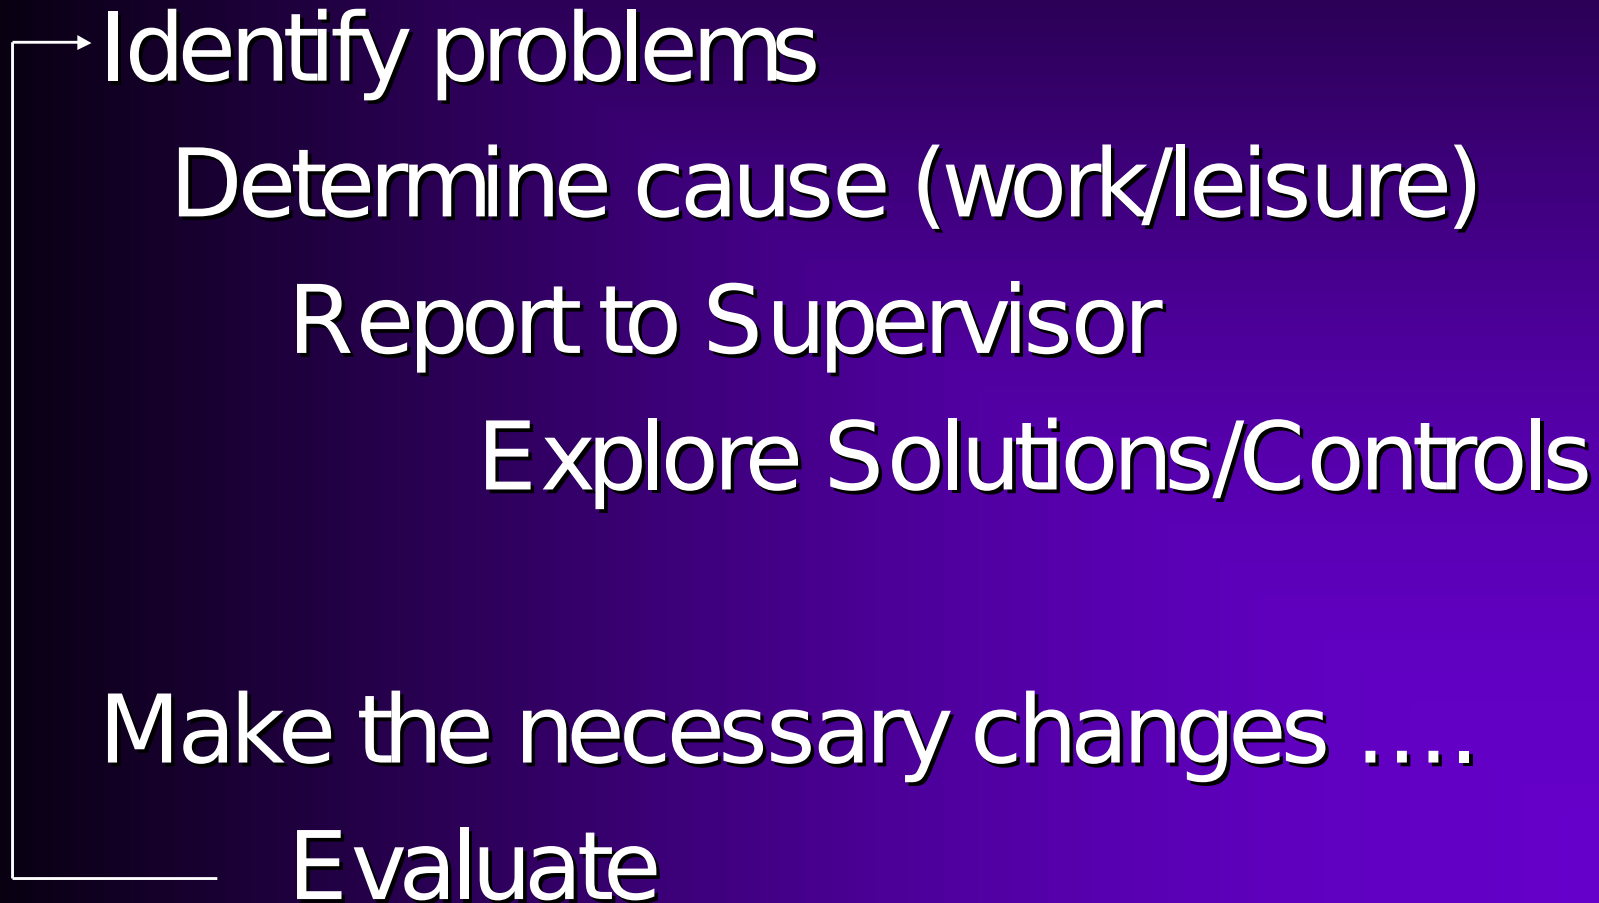 Identify problems
Determine cause (work/leisure)
Report to Supervisor
Explore Solutions/Controls
Make the necessary changes ….
Evaluate